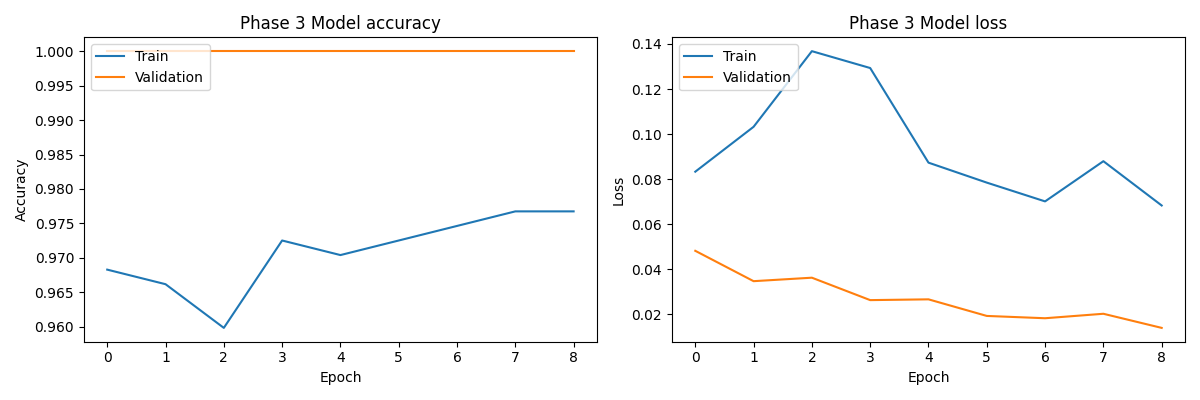 Phase 3 Model accuracy
1.000
0.995
0.990
0.985
0.980
0.975
0.970
0.965
0.960
Accuracy
Train
Validation
0 1 2 3 4 5 6 7 8
Epoch
Phase 3 Model loss
0.14
0.12
0.10
0.08
0.06
0.04
0.02
Loss
Train
Validation
0 1 2 3 4 5 6 7 8
Epoch